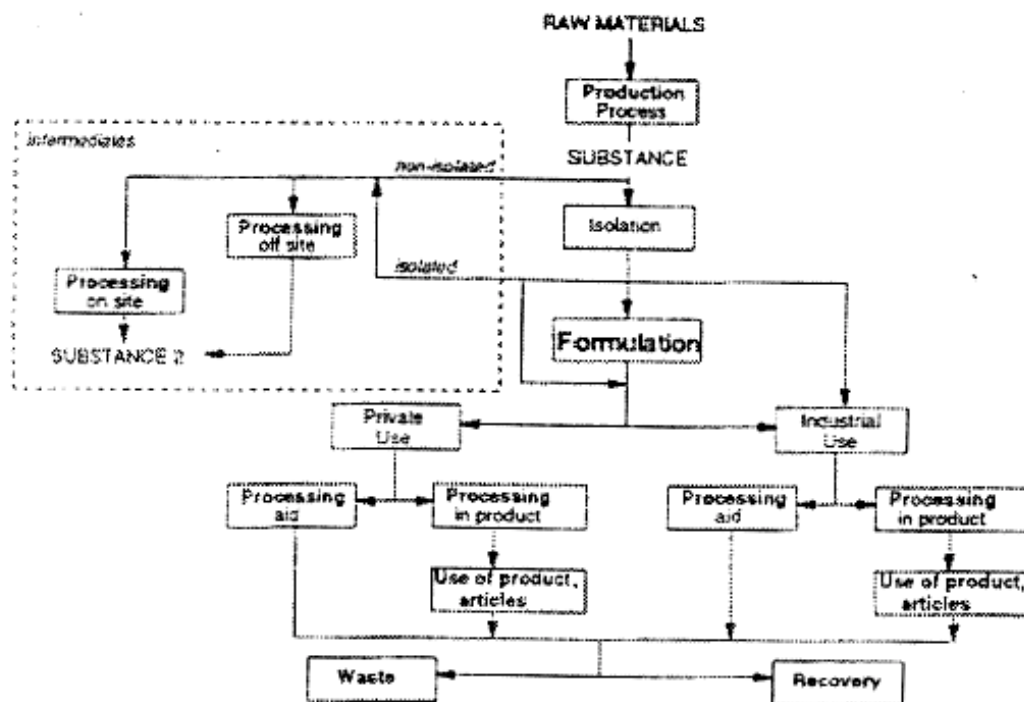 RAW MATERIALS
Production
Process
SUBSTANCE
intermediates
non-isolated
Isolation
Processing
off site
isolated
Processing
on site
SUBSTANCE 2
Formulation
Private
Use
Industrial
Use
Processing
aid
Processing
in product
Processing
aid
Processing
in product
Use of product,
articles
Use of product,
articles
Waste
Recovery